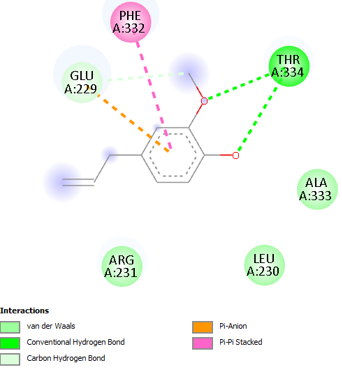 PHE
A:332
GLU
A:229
THR
A:334
ALA
A:333
ARG
A:231
LEU
A:230
Interactions
van der Waals
Pi-Anion
Conventional Hydrogen Bond
Pi-Pi Stacked
Carbon Hydrogen Bond